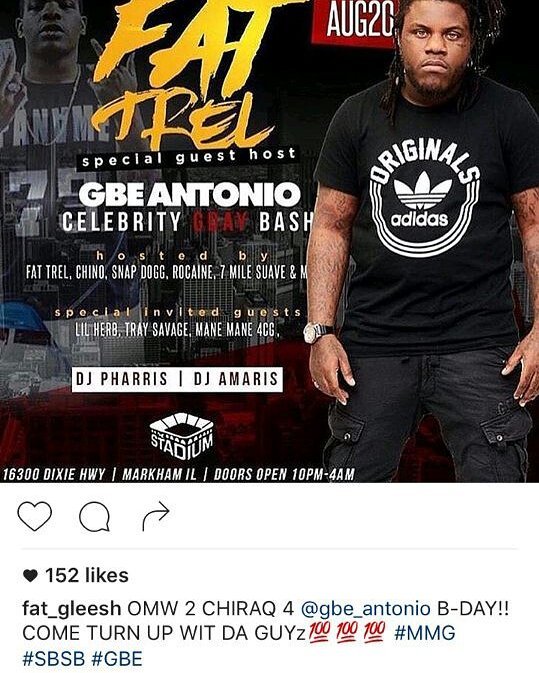 AUG20
FAT
TREL
special guest host
GBE ANTONIO
CELEBRITY GRAY BASH
hosted by
FAT TREL, CHINO, SNAP DOGG, ROCAINE, 7 MILE SUAVE & M
special invited guests
LIL HERB, TRAY SAVAGE, MANE MANE 4CG,
ORIGINALS
adidas
DJ PHARRIS | DJ AMARIS
STADIUM
16300 DIXIE HWY | MARKHAM IL | DOORS OPEN 10PM-4AM
152 likes
fat_gleesh OMW 2 CHIRAQ 4 @gbe_antonio B-DAY!!
COME TURN UP WIT DA GUYz💯💯💯 #MMG
#SBSB #GBE